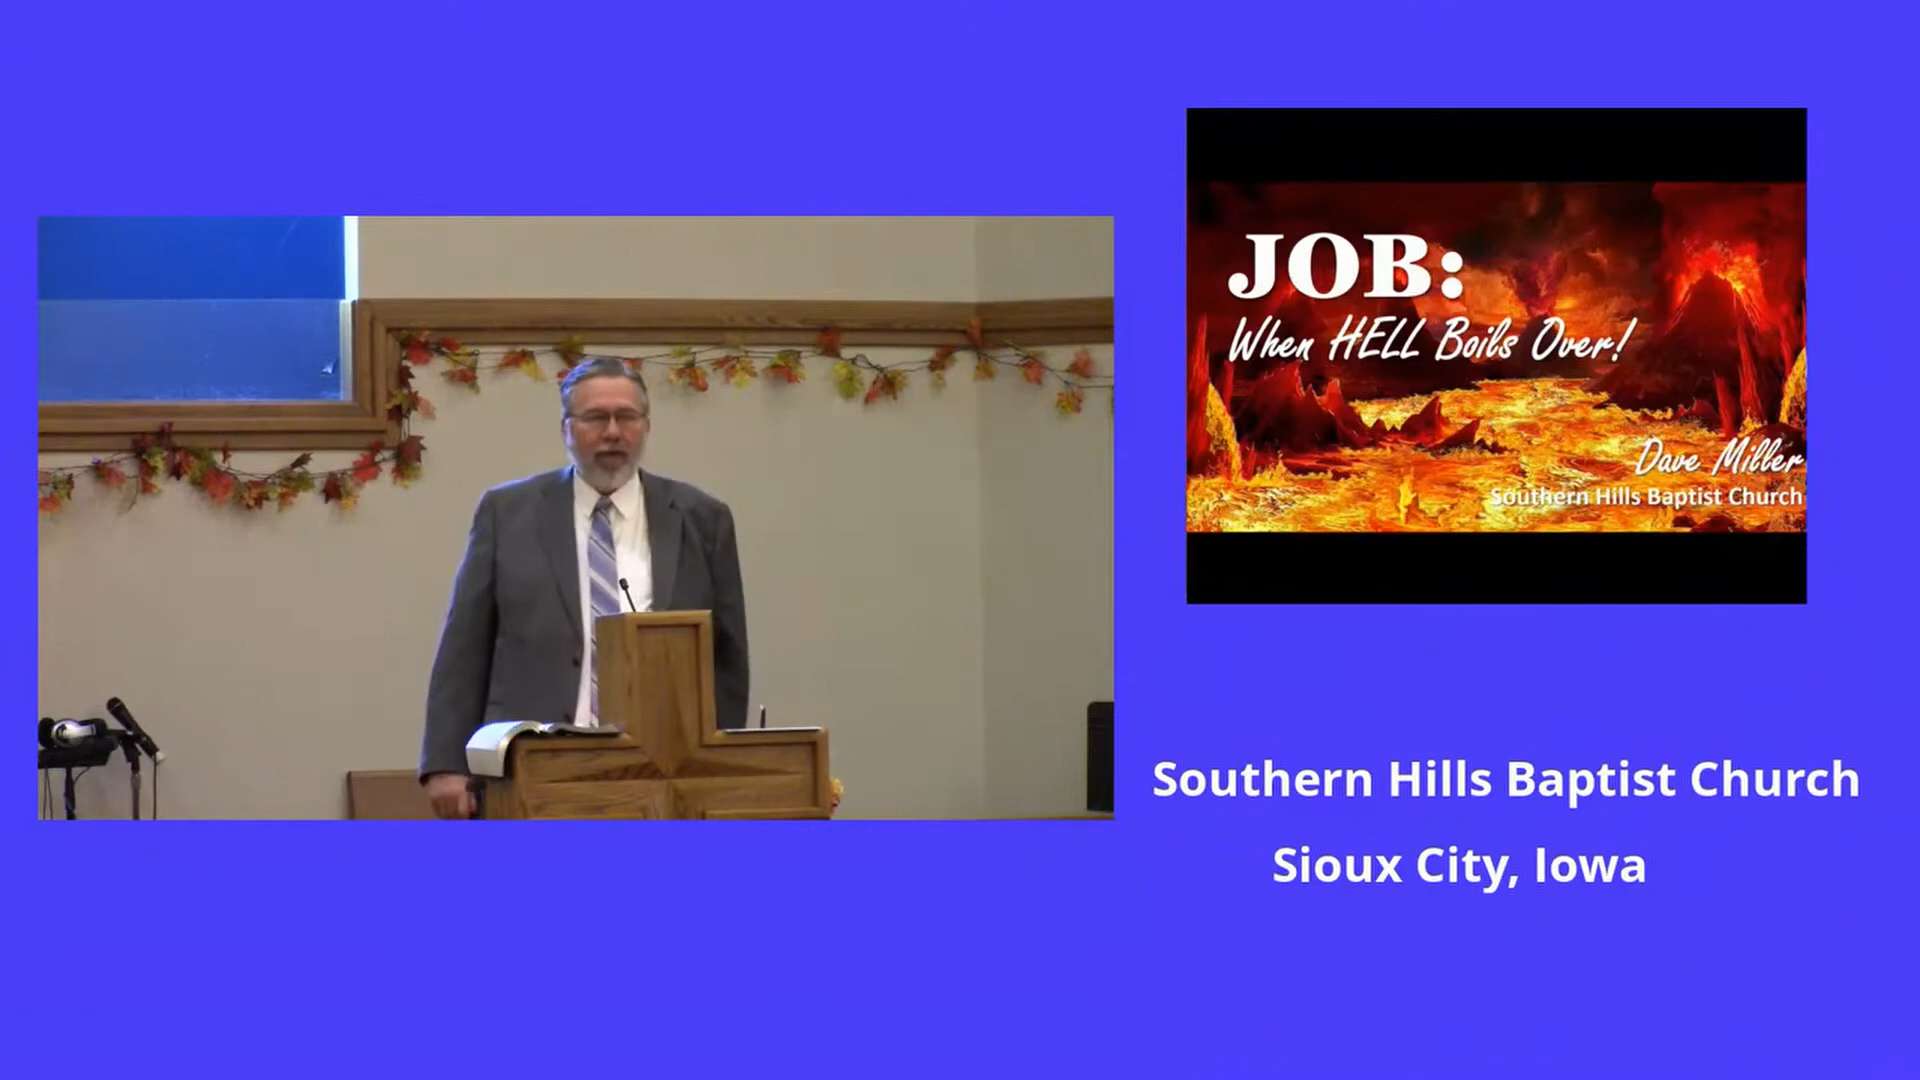 JOB:
When HELL Boils Over!
Dave Miller
Southern Hills Baptist Church
Southern Hills Baptist Church
Sioux City, Iowa